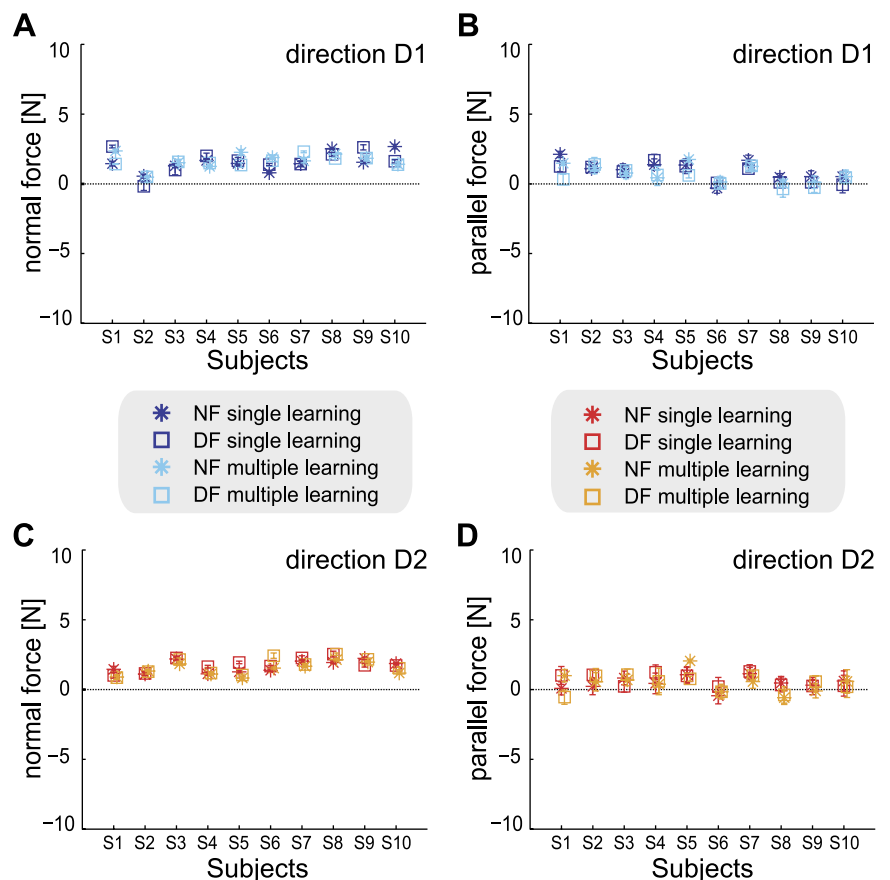 A
direction D1
normal force [N]
10
5
0
−5
−10
S1 S2 S3 S4 S5 S6 S7 S8 S9 S10
Subjects
B
direction D1
parallel force [N]
10
5
0
−5
−10
S1 S2 S3 S4 S5 S6 S7 S8 S9 S10
Subjects
NF single learning
DF single learning
NF multiple learning
DF multiple learning
NF single learning
DF single learning
NF multiple learning
DF multiple learning
C
direction D2
normal force [N]
10
5
0
−5
−10
S1 S2 S3 S4 S5 S6 S7 S8 S9 S10
Subjects
D
direction D2
parallel force [N]
10
5
0
−5
−10
S1 S2 S3 S4 S5 S6 S7 S8 S9 S10
Subjects